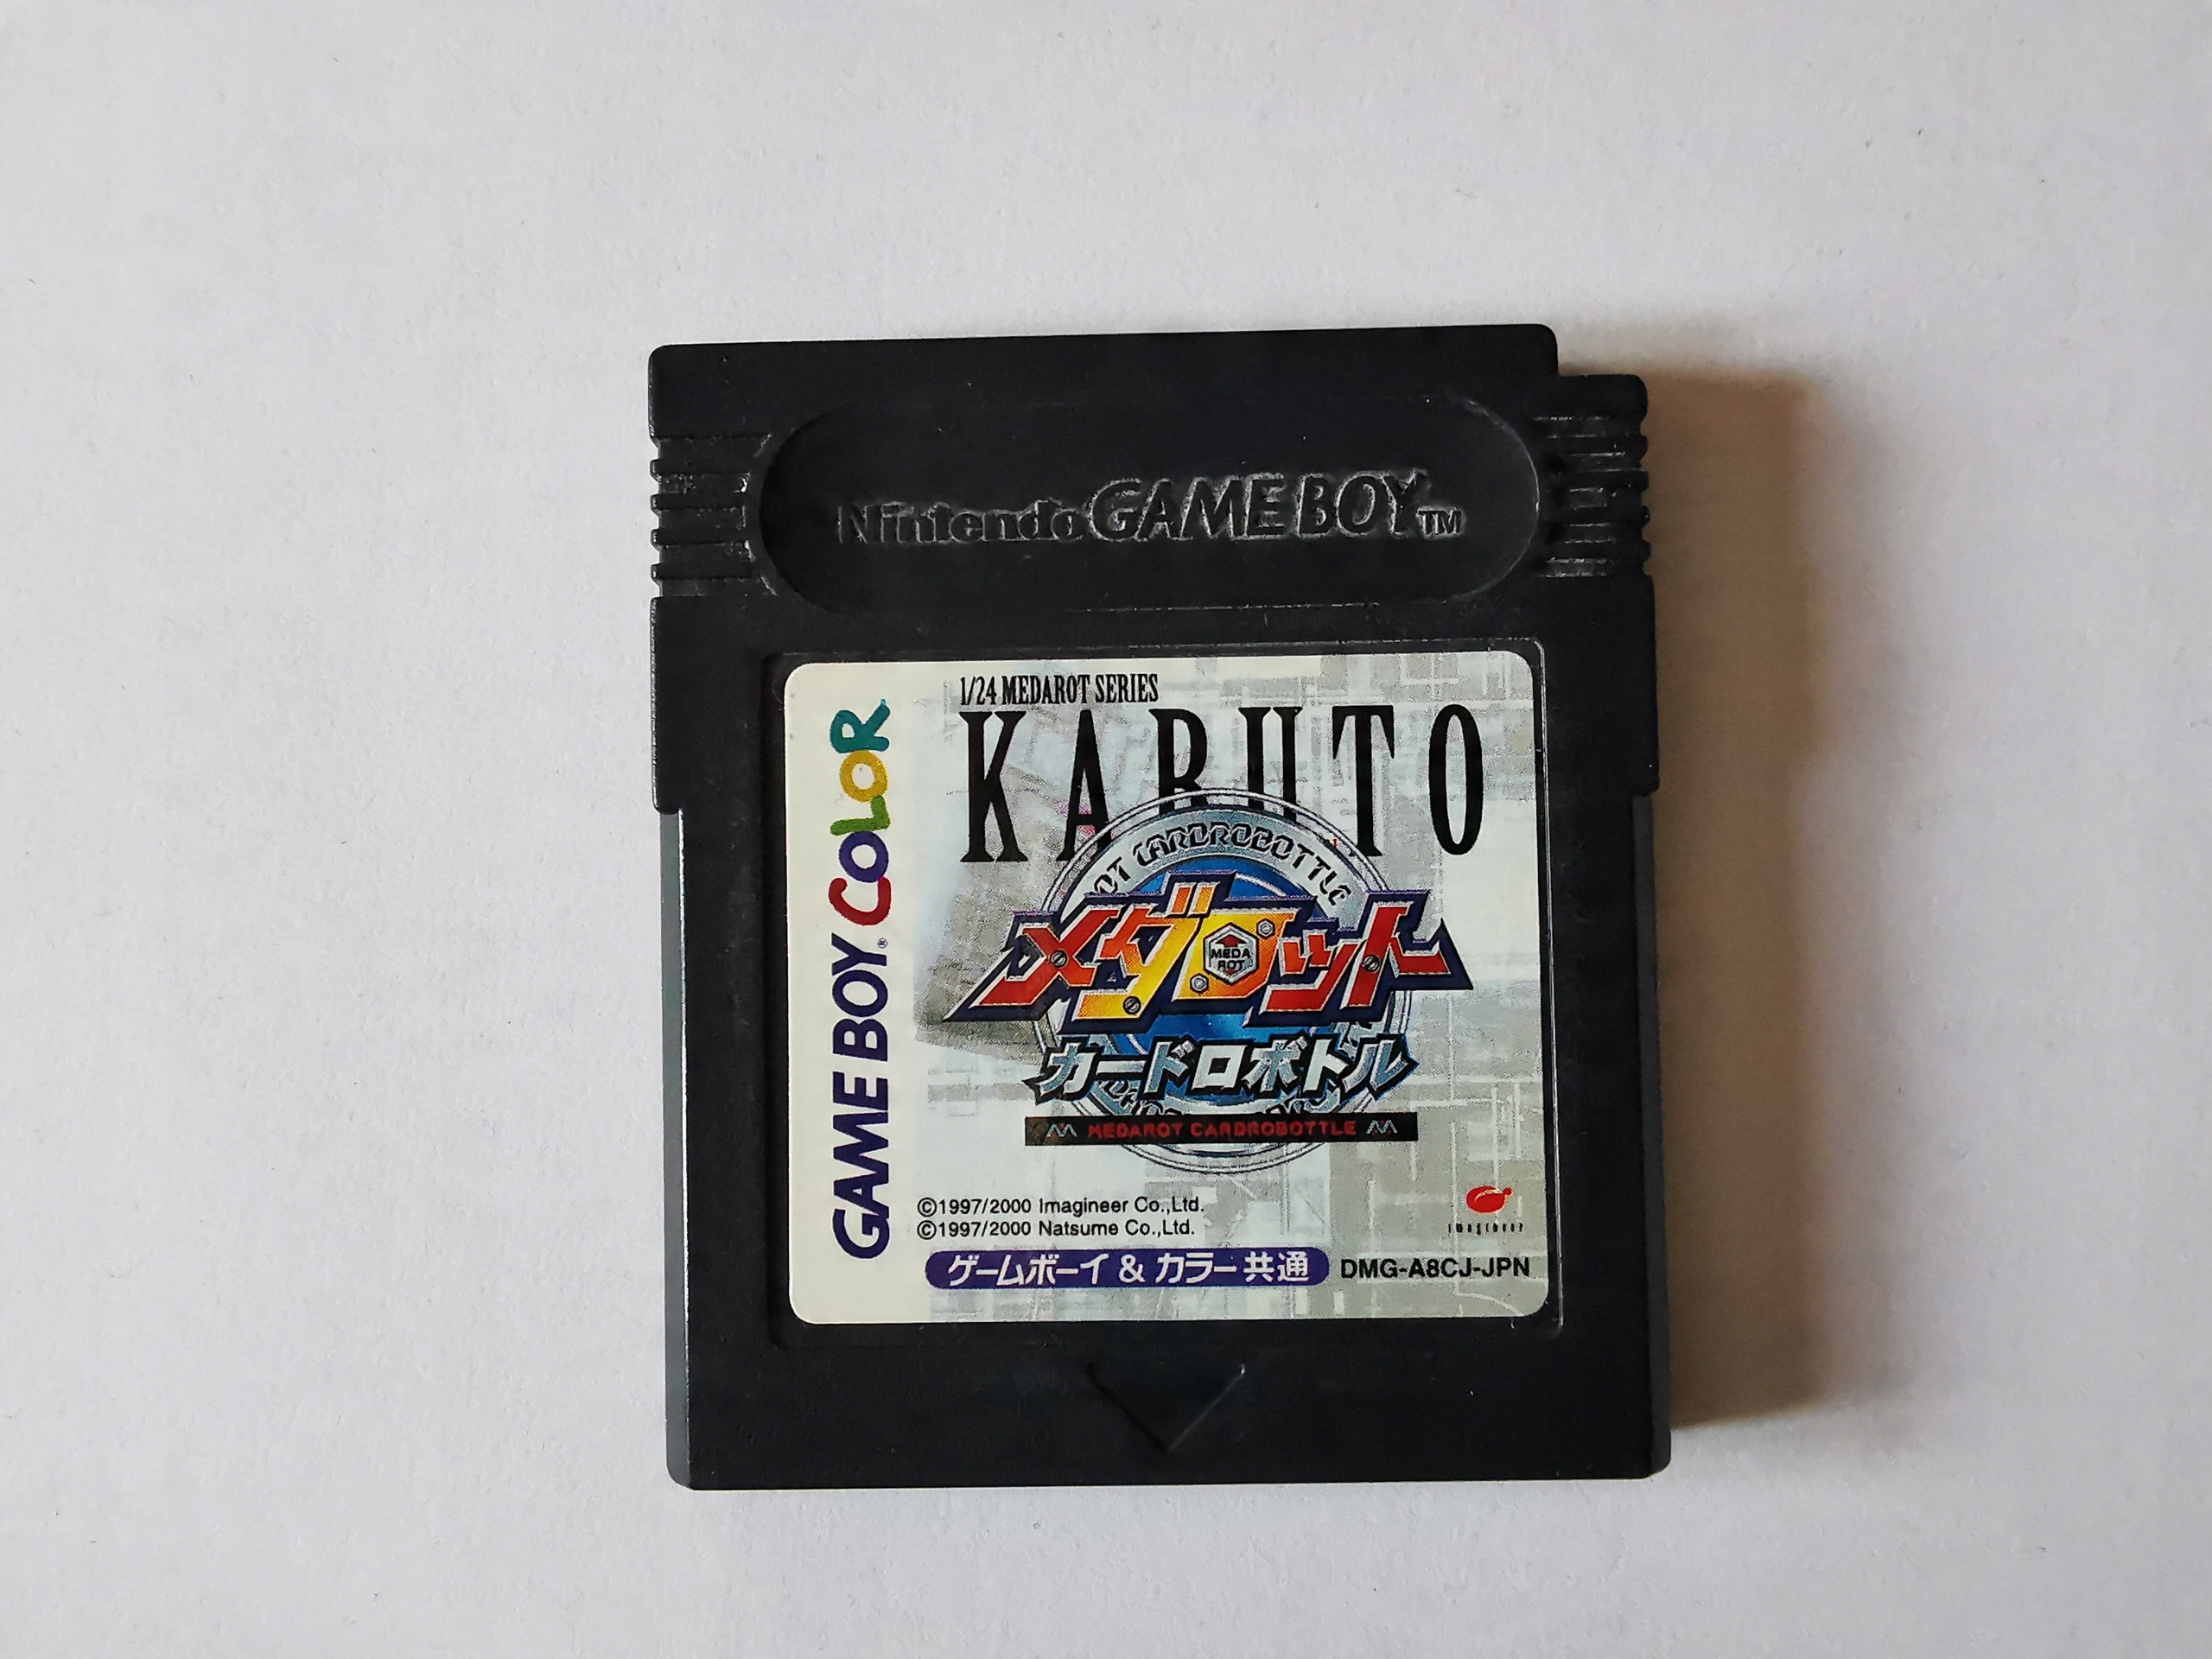 Nintendo GAME BOY TM
1/24 MEDAROT SERIES
KABUTO
GAME BOY COLOR
CARDROBOTTLE
メダロット
MEDA
ROT
カードロボトル
MEDAROT CARDROBOTTLE
©1997/2000 Imagineer Co.,Ltd.
©1997/2000 Natsume Co.,Ltd.
imagineer
ゲームボーイ & カラー共通
DMG-A8CJ-JPN